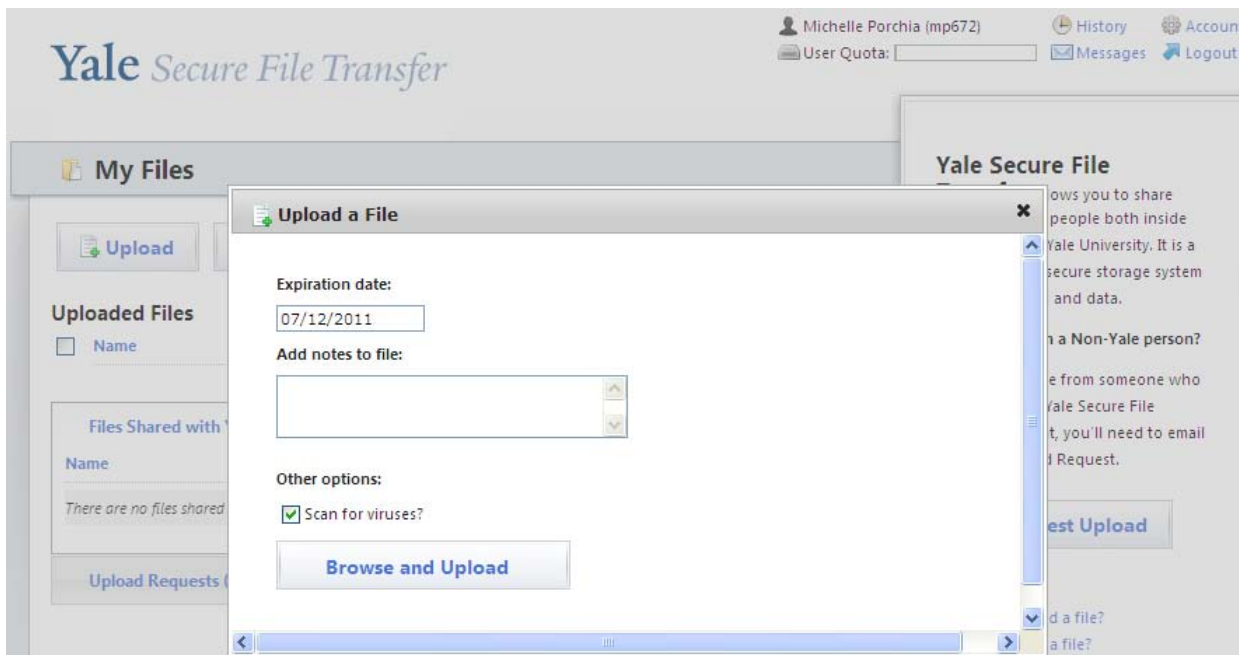 Michelle Porchia (mp672)
History
Accoun
User Quota:
Messages
Logout
Yale Secure File Transfer
My Files
Upload
Uploaded Files
Name
Files Shared with
Name
There are no files shared
Upload Requests (
Upload a File
Expiration date:
07/12/2011
Add notes to file:
Other options:
Scan for viruses?
Browse and Upload
Yale Secure File
ows you to share
people both inside
Yale University. It is a
secure storage system
and data.
n a Non-Yale person?
e from someone who
Yale Secure File
t, you'll need to email
d Request.
est Upload
d a file?
a file?